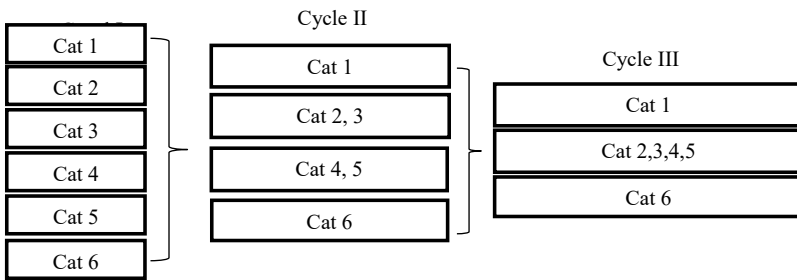 Cycle II
Cycle III
Cat 1
Cat 2
Cat 3
Cat 4
Cat 5
Cat 6
Cat 1
Cat 2, 3
Cat 4, 5
Cat 6
Cat 1
Cat 2,3,4,5
Cat 6